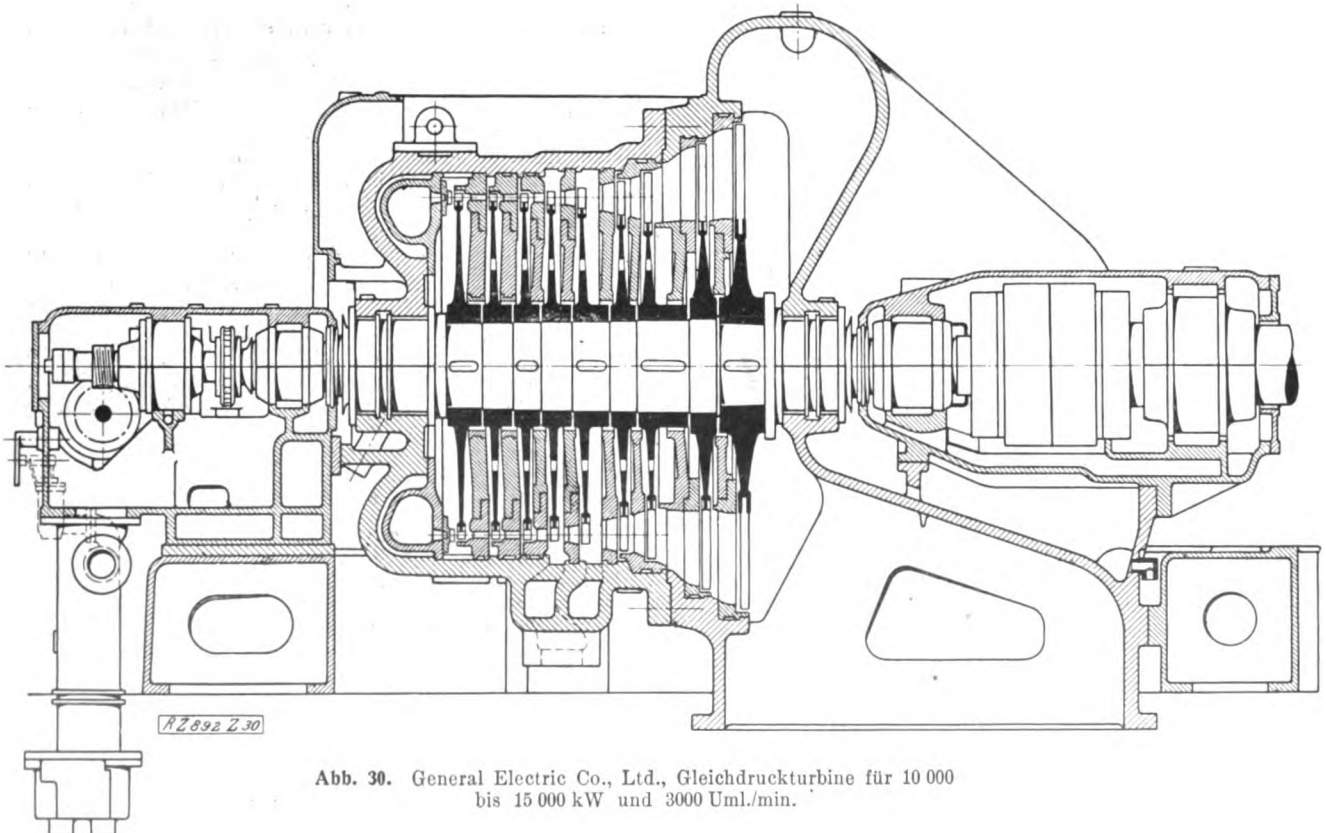 RZ892 Z30
Abb. 30. General Electric Co., Ltd., Gleichdruckturbine für 10 000
bis 15 000 kW und 3000 Uml./min.